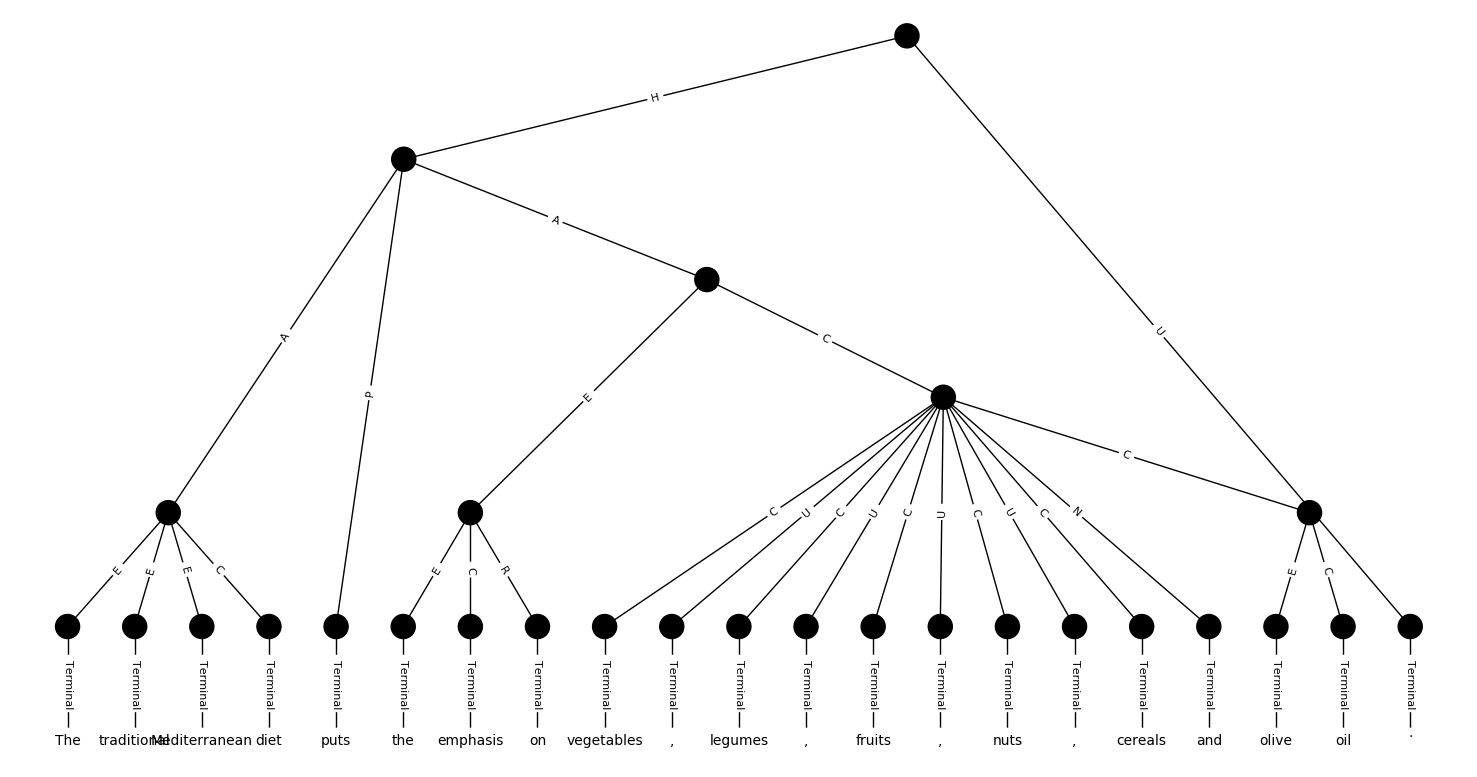 H
A
A
U
P
C
E
C
E E E C E C R C U C U C U C U C N E C
Terminal Terminal Terminal Terminal Terminal Terminal Terminal Terminal Terminal Terminal Terminal Terminal Terminal Terminal Terminal Terminal Terminal Terminal Terminal Terminal Terminal
The traditional Mediterranean diet puts the emphasis on vegetables , legumes , fruits , nuts , cereals and olive oil .